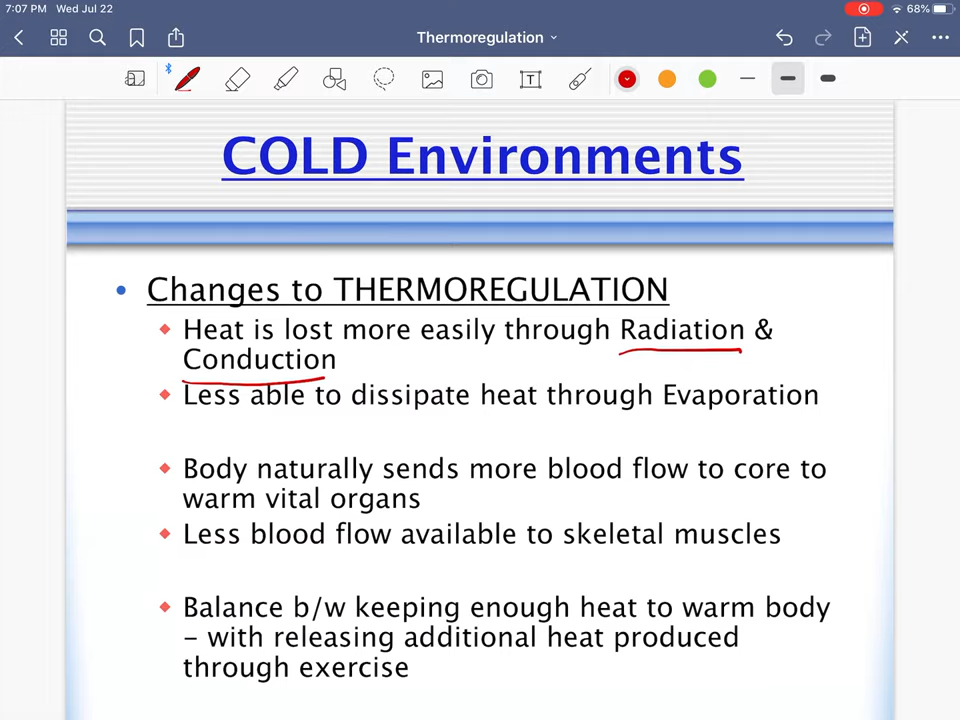 7:07 PM Wed Jul 22 68%
Thermoregulation
T
COLD Environments
• Changes to THERMOREGULATION
Heat is lost more easily through Radiation &
Conduction
Less able to dissipate heat through Evaporation
Body naturally sends more blood flow to core to
warm vital organs
Less blood flow available to skeletal muscles
Balance b/w keeping enough heat to warm body
– with releasing additional heat produced
through exercise